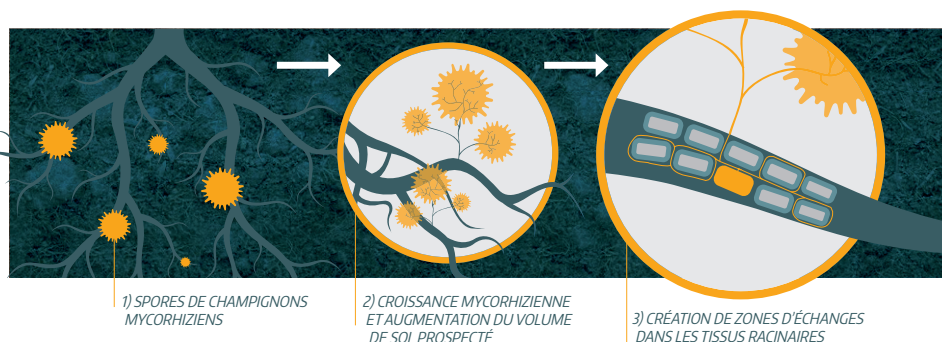 1) SPORES DE CHAMPIGNONS
MYCORHIZIENS
2) CROISSANCE MYCORHIZIENNE
ET AUGMENTATION DU VOLUME
DE SOL PROSPECTÉ
3) CRÉATION DE ZONES D'ÉCHANGES
DANS LES TISSUS RACINAIRES